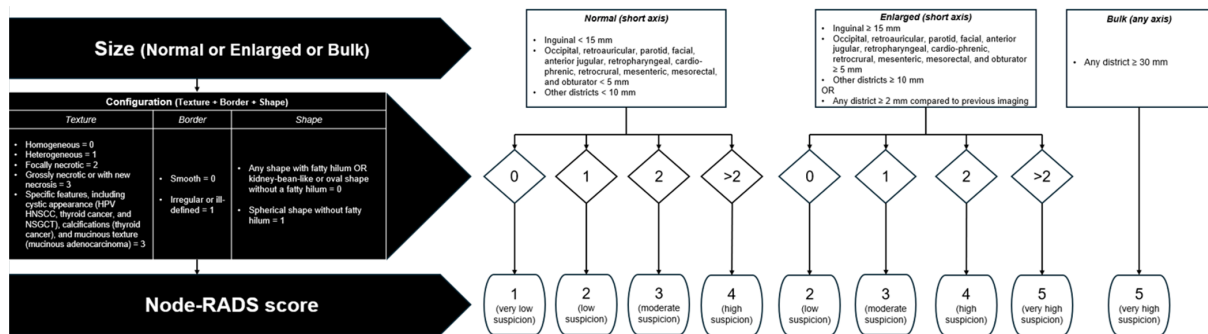 Size (Normal or Enlarged or Bulk)
Normal (short axis)
• Inguinal < 15 mm
• Occipital, retroauricular, parotid, facial,
anterior jugular, retropharyngeal, cardio-
phrenic, retrocrural, mesenteric, mesorectal,
and obturator < 5 mm
• Other districts < 10 mm
Enlarged (short axis)
• Inguinal ≥ 15 mm
• Occipital, retroauricular, parotid, facial, anterior
jugular, retropharyngeal, cardio-phrenic,
retrocrural, mesenteric, mesorectal, and obturator
≥ 5 mm
• Other districts ≥ 10 mm
OR
• Any district ≥ 2 mm compared to previous imaging
Bulk (any axis)
• Any district ≥ 30 mm
Configuration (Texture + Border + Shape)
Texture
• Homogeneous = 0
• Heterogeneous = 1
• Focally necrotic = 2
• Grossly necrotic or with new
necrosis = 3
• Specific features, including
cystic appearance (HPV
HNSCC, thyroid cancer, and
NSGCT), calcifications (thyroid
cancer), and mucinous texture
(mucinous adenocarcinoma) = 3
Border
• Smooth = 0
• Irregular or ill-
defined = 1
Shape
• Any shape with fatty hilum OR
kidney-bean-like or oval shape
without a fatty hilum = 0
• Spherical shape without fatty
hilum = 1
0 1 2 >2 0 1 2 >2
Node-RADS score
1
(very low
suspicion)
2
(low
suspicion)
3
(moderate
suspicion)
4
(high
suspicion)
2
(low
suspicion)
3
(moderate
suspicion)
4
(high
suspicion)
5
(very high
suspicion)
5
(very high
suspicion)